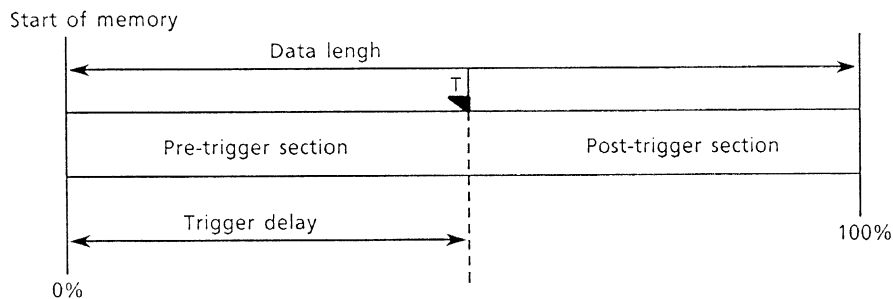 Start of memory
Data lengh
T
Pre-trigger section
Post-trigger section
Trigger delay
100%
0%